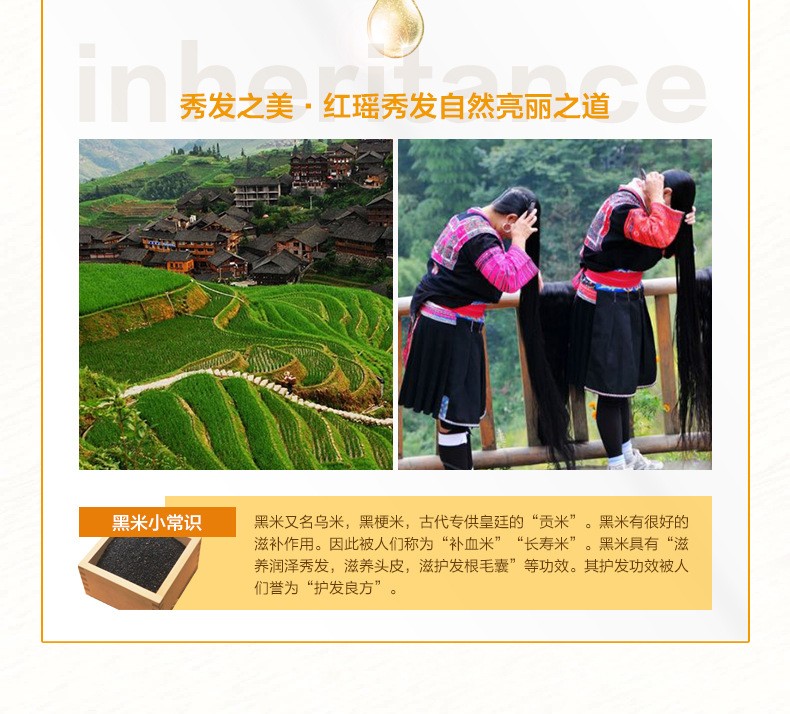 inheritance
秀发之美·红瑶秀发自然亮丽之道
黑米小常识
黑米又名乌米，黑梗米，古代专供皇廷的“贡米”。黑米有很好的
滋补作用。因此被人们称为“补血米”“长寿米”。黑米具有“滋
养润泽秀发，滋养头皮，滋护发根毛囊”等功效。其护发功效被人
们誉为“护发良方”。